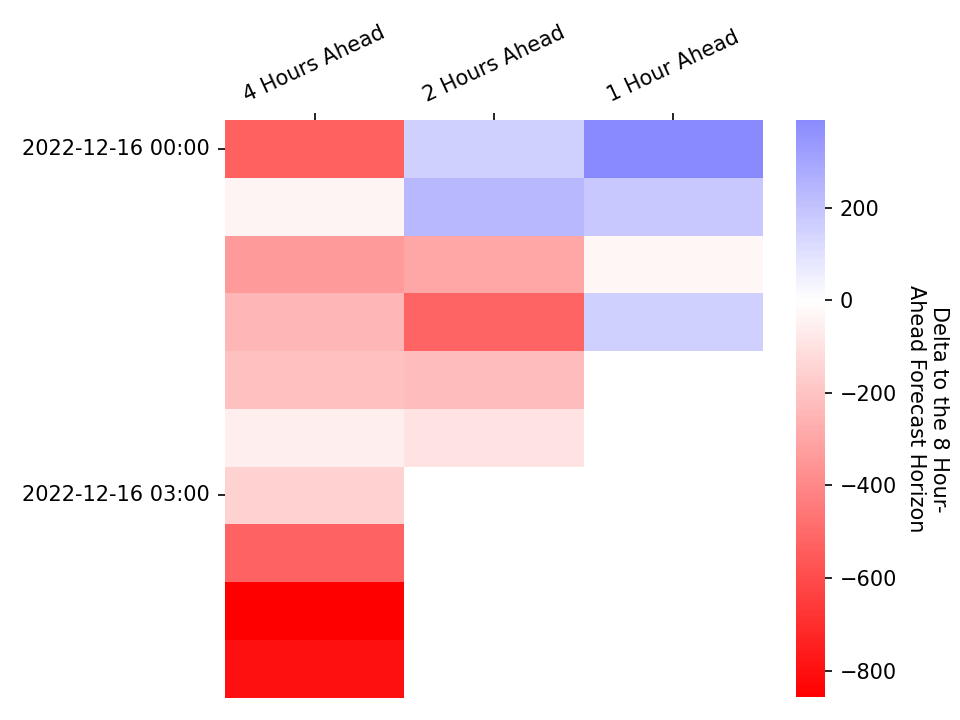 4 Hours Ahead
2 Hours Ahead
1 Hour Ahead
2022-12-16 00:00
2022-12-16 03:00
200
0
−200
−400
−600
−800
Delta to the 8 Hour-
Ahead Forecast Horizon